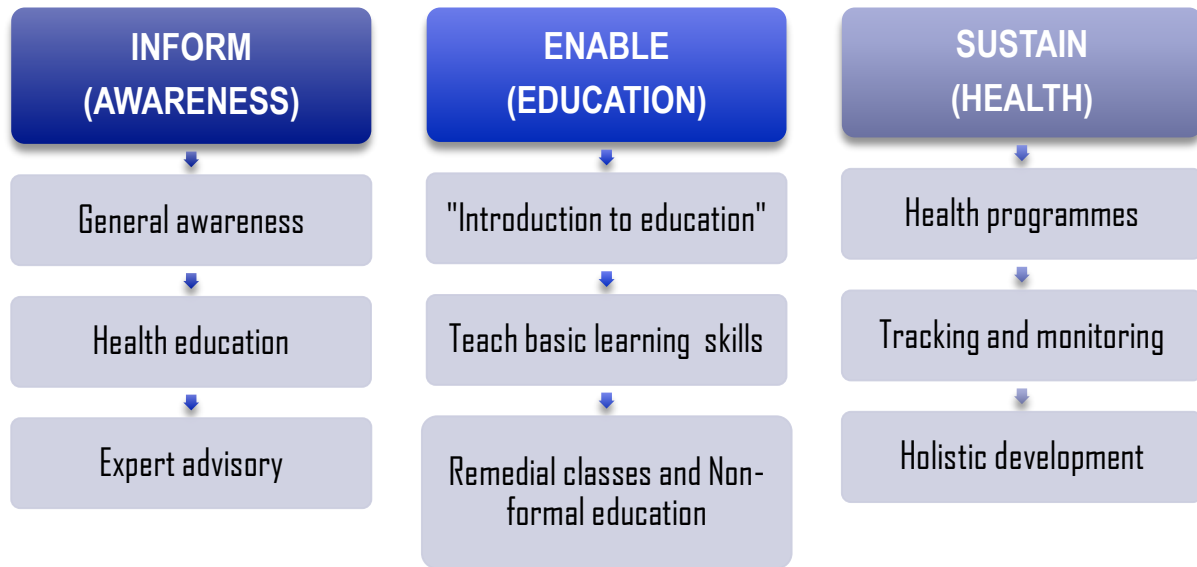 INFORM
(AWARENESS)
General awareness
Health education
Expert advisory
ENABLE
(EDUCATION)
"Introduction to education"
Teach basic learning  skills
Remedial classes and Non-
formal education
SUSTAIN
(HEALTH)
Health programmes
Tracking and monitoring
Holistic development